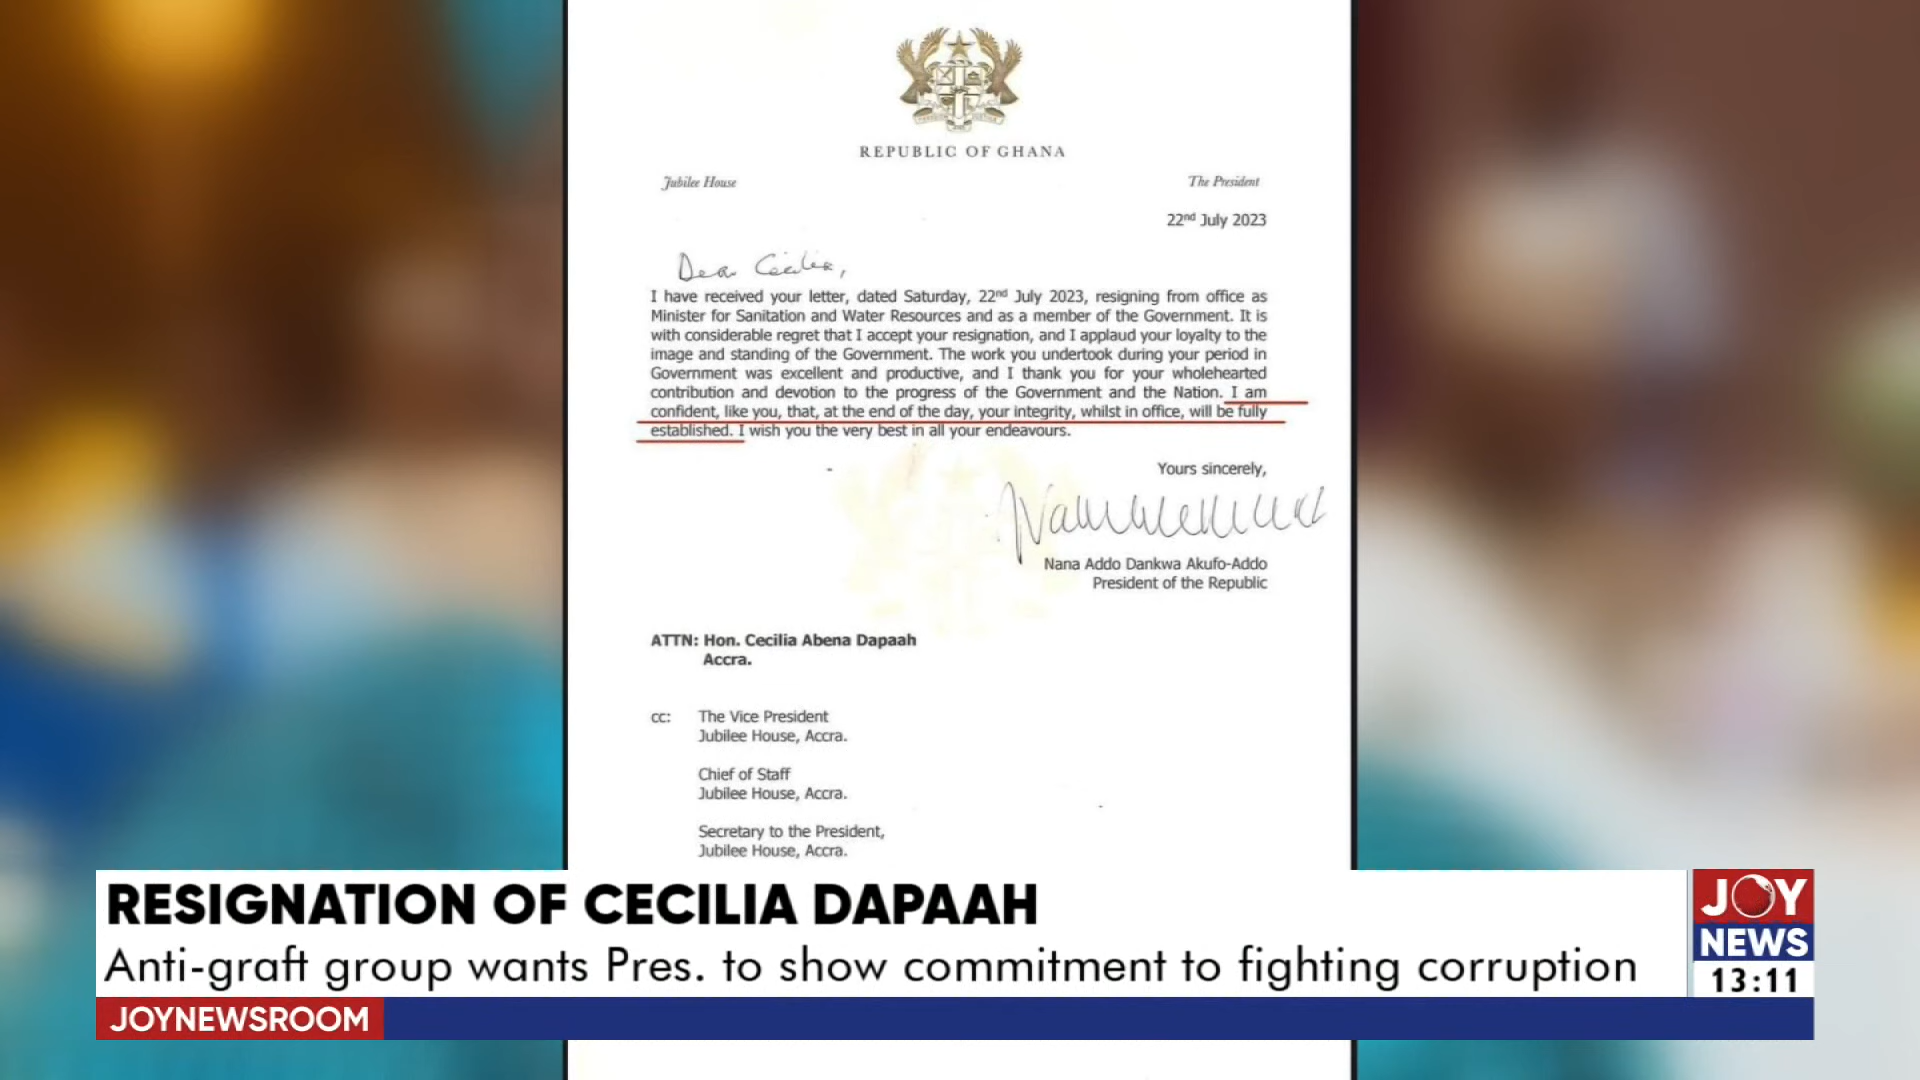 REPUBLIC OF GHANA
Jubilee House
The President
22nd July 2023
Dear Cecilia,
I have received your letter, dated Saturday, 22nd July 2023, resigning from office as
Minister for Sanitation and Water Resources and as a member of the Government. It is
with considerable regret that I accept your resignation, and I applaud your loyalty to the
image and standing of the Government. The work you undertook during your period in
Government was excellent and productive, and I thank you for your wholehearted
contribution and devotion to the progress of the Government and the Nation. I am
confident, like you, that, at the end of the day, your integrity, whilst in office, will be fully
established. I wish you the very best in all your endeavours.
Yours sincerely,
Nana Addo Dankwa Akufo-Addo
President of the Republic
ATTN: Hon. Cecilia Abena Dapaah
Accra.
cc: The Vice President
Jubilee House, Accra.
Chief of Staff
Jubilee House, Accra.
Secretary to the President,
Jubilee House, Accra.
RESIGNATION OF CECILIA DAPAAH
Anti-graft group wants Pres. to show commitment to fighting corruption
JOYNEWSROOM
JOY
NEWS
13:11